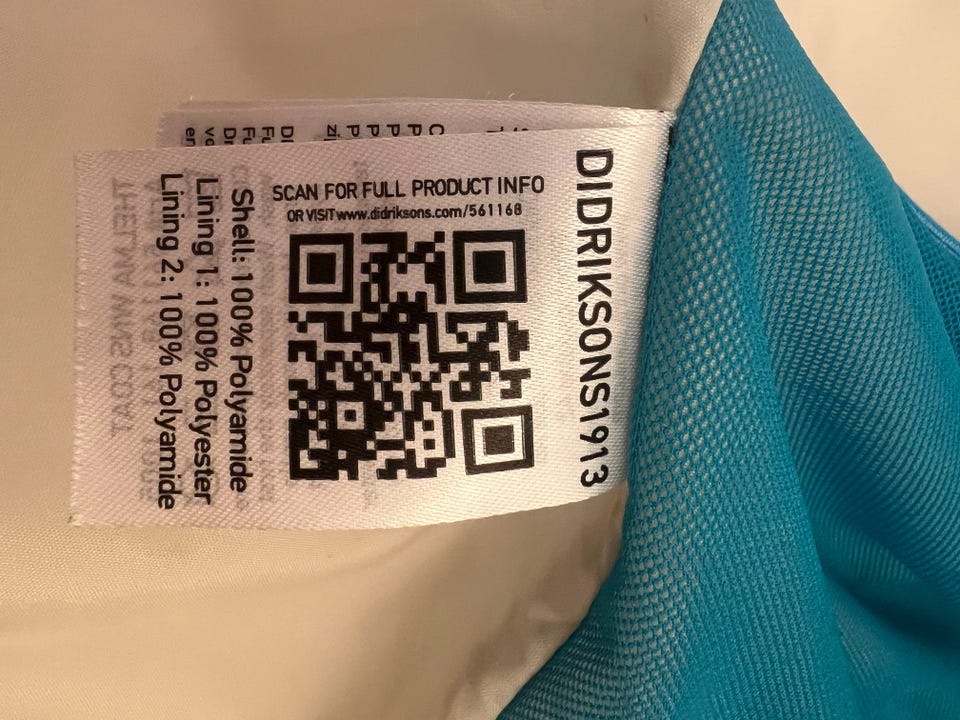 DIDRIKSONS1913
SCAN FOR FULL PRODUCT INFO
OR VISIT www.didriksons.com/561168
Shell: 100% Polyamide
Lining 1: 100% Polyester
Lining 2: 100% Polyamide